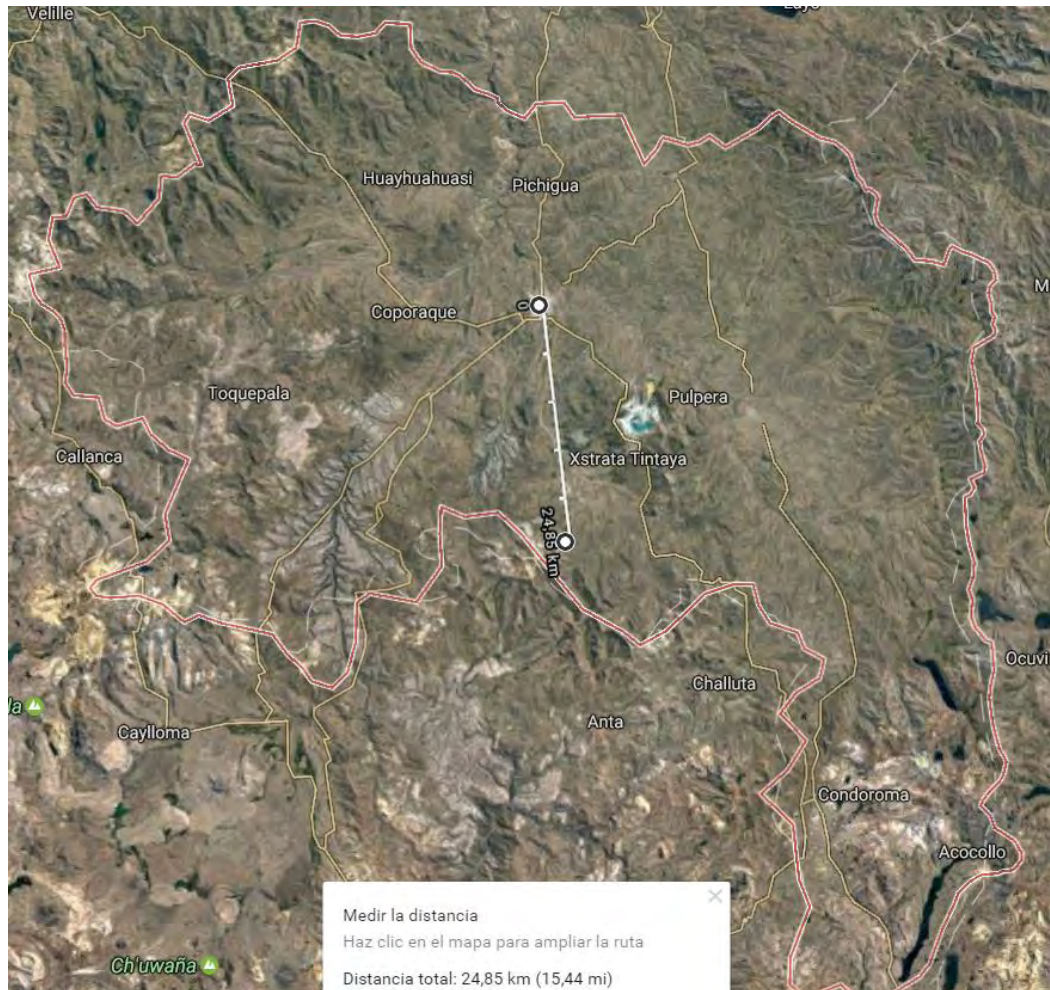 Velille
Huayhuahuasi
Pichigua
0
Coporaque
Toquepala
Pulpera
Callanca
Xstrata Tintaya
24,85 km
Ocuvi
Challuta
la
Anta
Caylloma
Condoroma
Acocollo
Ch'uwaña
Medir la distancia
Haz clic en el mapa para ampliar la ruta
Distancia total: 24,85 km (15,44 mi)